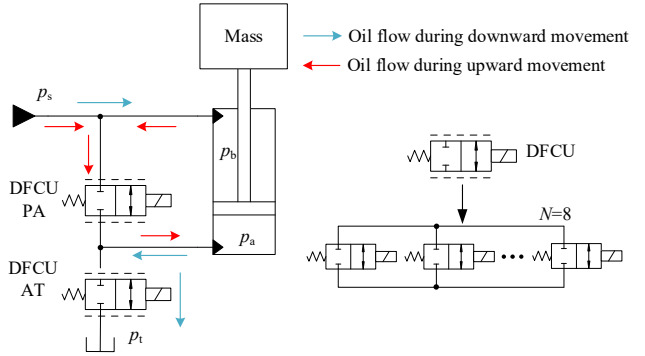 Mass
Oil flow during downward movement
Oil flow during upward movement
ps
pb
DFCU
PA
pa
DFCU
AT
pt
DFCU
N=8